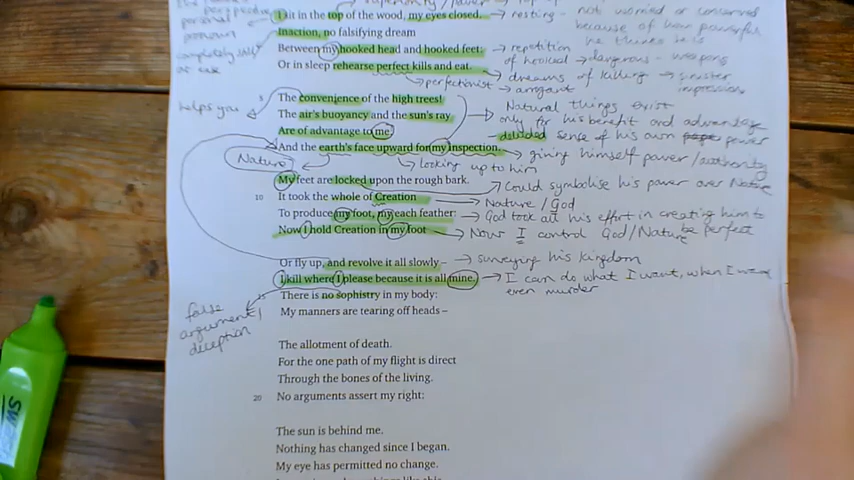 superiority / power
personal
pronoun
completely still
or ease
helps you
I sit in the top of the wood, my eyes closed.
Inaction, no falsifying dream
Between my hooked head and hooked feet:
Or in sleep rehearse perfect kills and eat.
resting - not worried or concerned
because of how powerful
he thinks he is
repetition
of hooked → dangerous - weapons
dreams of killing → sinister
impression
perfectionist → arrogant
5 The convenience of the high trees!
The air's buoyancy and the sun's ray
Are of advantage to me;
And the earth's face upward for my inspection.
Natural things exist
only for his benefit and advantage
- deluded sense of his own power
giving himself power/authority
Nature
looking up to him
My feet are locked upon the rough bark.
10 It took the whole of Creation
To produce my foot, my each feather:
Now I hold Creation in my foot
Could symbolise his power over Nature
Nature / God
God took all his effort in creating him to
be perfect
Now I control God/Nature
Or fly up, and revolve it all slowly –
I kill where I please because it is all mine.
15 There is no sophistry in my body:
My manners are tearing off heads –
surveying his kingdom
I can do what I want, when I want
even murder
false
argument /
deception
The allotment of death.
For the one path of my flight is direct
Through the bones of the living.
20 No arguments assert my right:
The sun is behind me.
Nothing has changed since I began.
My eye has permitted no change.
SW